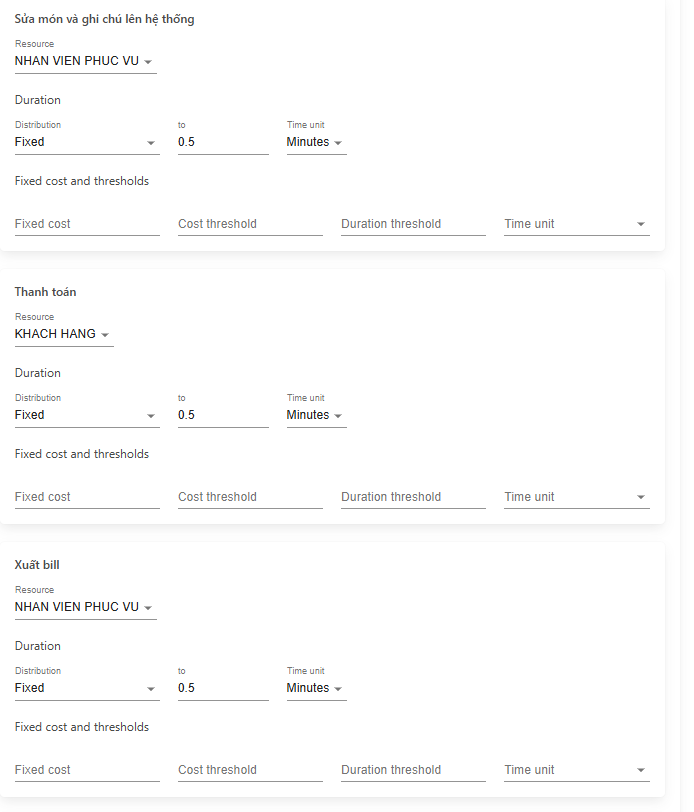 Sửa món và ghi chú lên hệ thống
Resource
NHAN VIEN PHUC VU
Duration
Distribution to Time unit
Fixed 0.5 Minutes
Fixed cost and thresholds
Fixed cost Cost threshold Duration threshold Time unit
Thanh toán
Resource
KHACH HANG
Duration
Distribution to Time unit
Fixed 0.5 Minutes
Fixed cost and thresholds
Fixed cost Cost threshold Duration threshold Time unit
Xuất bill
Resource
NHAN VIEN PHUC VU
Duration
Distribution to Time unit
Fixed 0.5 Minutes
Fixed cost and thresholds
Fixed cost Cost threshold Duration threshold Time unit